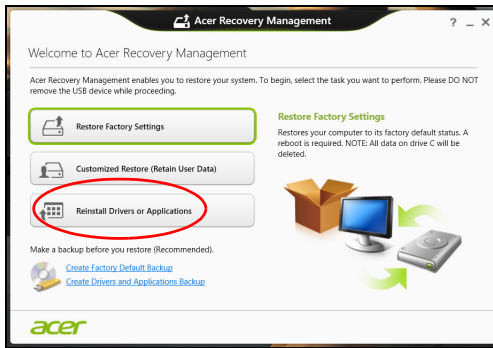 Acer Recovery Management
? _ X
Welcome to Acer Recovery Management
Acer Recovery Management enables you to restore your system. To begin, select the task you want to perform. Please DO NOT
remove the USB device while proceeding.
Restore Factory Settings
Customized Restore (Retain User Data)
Reinstall Drivers or Applications
Restore Factory Settings
Restores your computer to its factory default status. A
reboot is required. NOTE: All data on drive C will be
deleted.
Make a backup before you restore (Recommended).
Create Factory Default Backup
Create Drivers and Applications Backup
acer